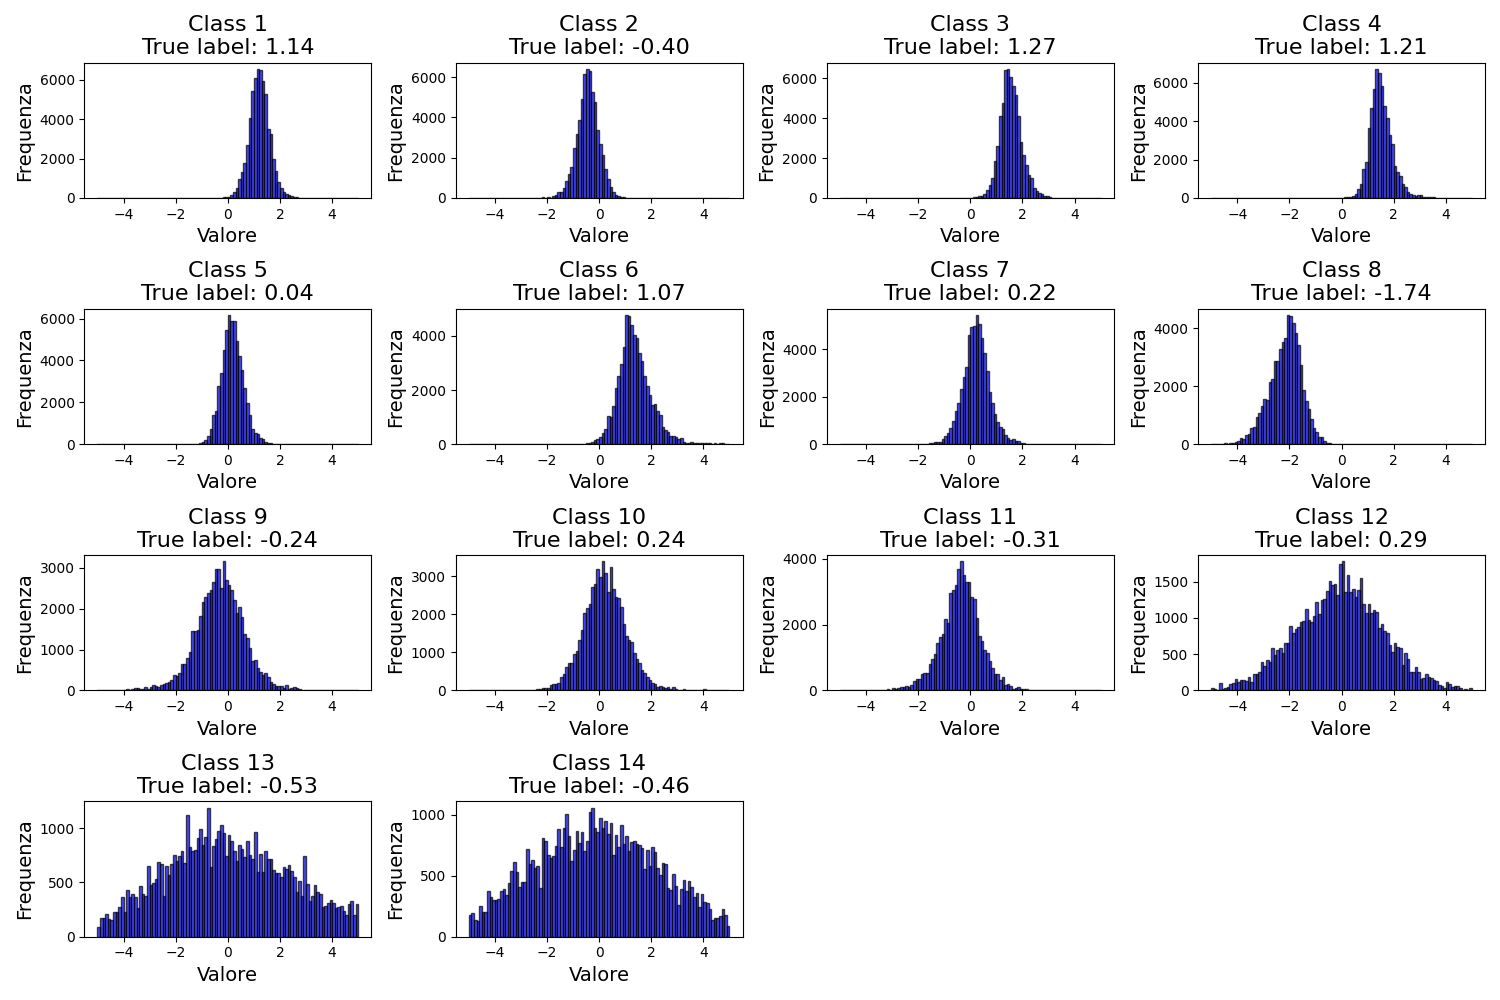 Class 1
True label: 1.14
Class 2
True label: -0.40
Class 3
True label: 1.27
Class 4
True label: 1.21
Frequenza
6000
4000
2000
0
−4 −2 0 2 4
Valore
Frequenza
6000
4000
2000
0
−4 −2 0 2 4
Valore
Frequenza
6000
4000
2000
0
−4 −2 0 2 4
Valore
Frequenza
6000
4000
2000
0
−4 −2 0 2 4
Valore
Class 5
True label: 0.04
Class 6
True label: 1.07
Class 7
True label: 0.22
Class 8
True label: -1.74
Frequenza
6000
4000
2000
0
−4 −2 0 2 4
Valore
Frequenza
4000
2000
0
−4 −2 0 2 4
Valore
Frequenza
4000
2000
0
−4 −2 0 2 4
Valore
Frequenza
4000
2000
0
−4 −2 0 2 4
Valore
Class 9
True label: -0.24
Class 10
True label: 0.24
Class 11
True label: -0.31
Class 12
True label: 0.29
Frequenza
3000
2000
1000
0
−4 −2 0 2 4
Valore
Frequenza
3000
2000
1000
0
−4 −2 0 2 4
Valore
Frequenza
4000
2000
0
−4 −2 0 2 4
Valore
Frequenza
1500
1000
500
0
−4 −2 0 2 4
Valore
Class 13
True label: -0.53
Class 14
True label: -0.46
Frequenza
1000
500
0
−4 −2 0 2 4
Valore
Frequenza
1000
500
0
−4 −2 0 2 4
Valore